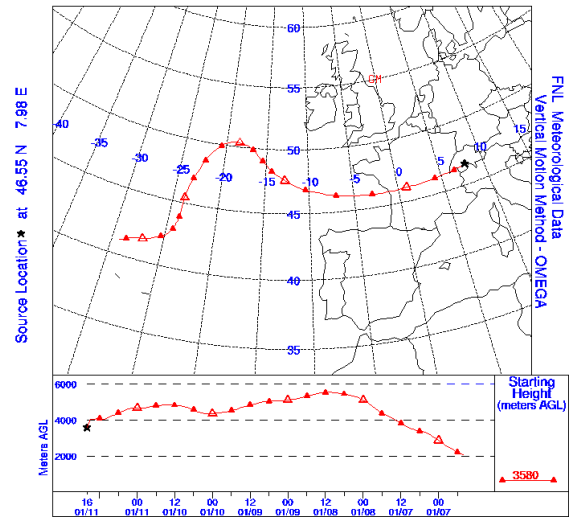 Source Location ★ at 46.55 N 7.98 E
60
55
50
45
40
35
-40
-35
-30
-25
-20
-15
-10
-5
0
5
10
15
FNL Meteorological Data
Vertical Motion Method - OMEGA
Meters AGL
6000
4000
2000
16 00 12 00 12 00 12 00 12 00
01/11 01/11 01/10 01/10 01/09 01/09 01/08 01/08 01/07 01/07
Starting
Height
(meters AGL)
3580